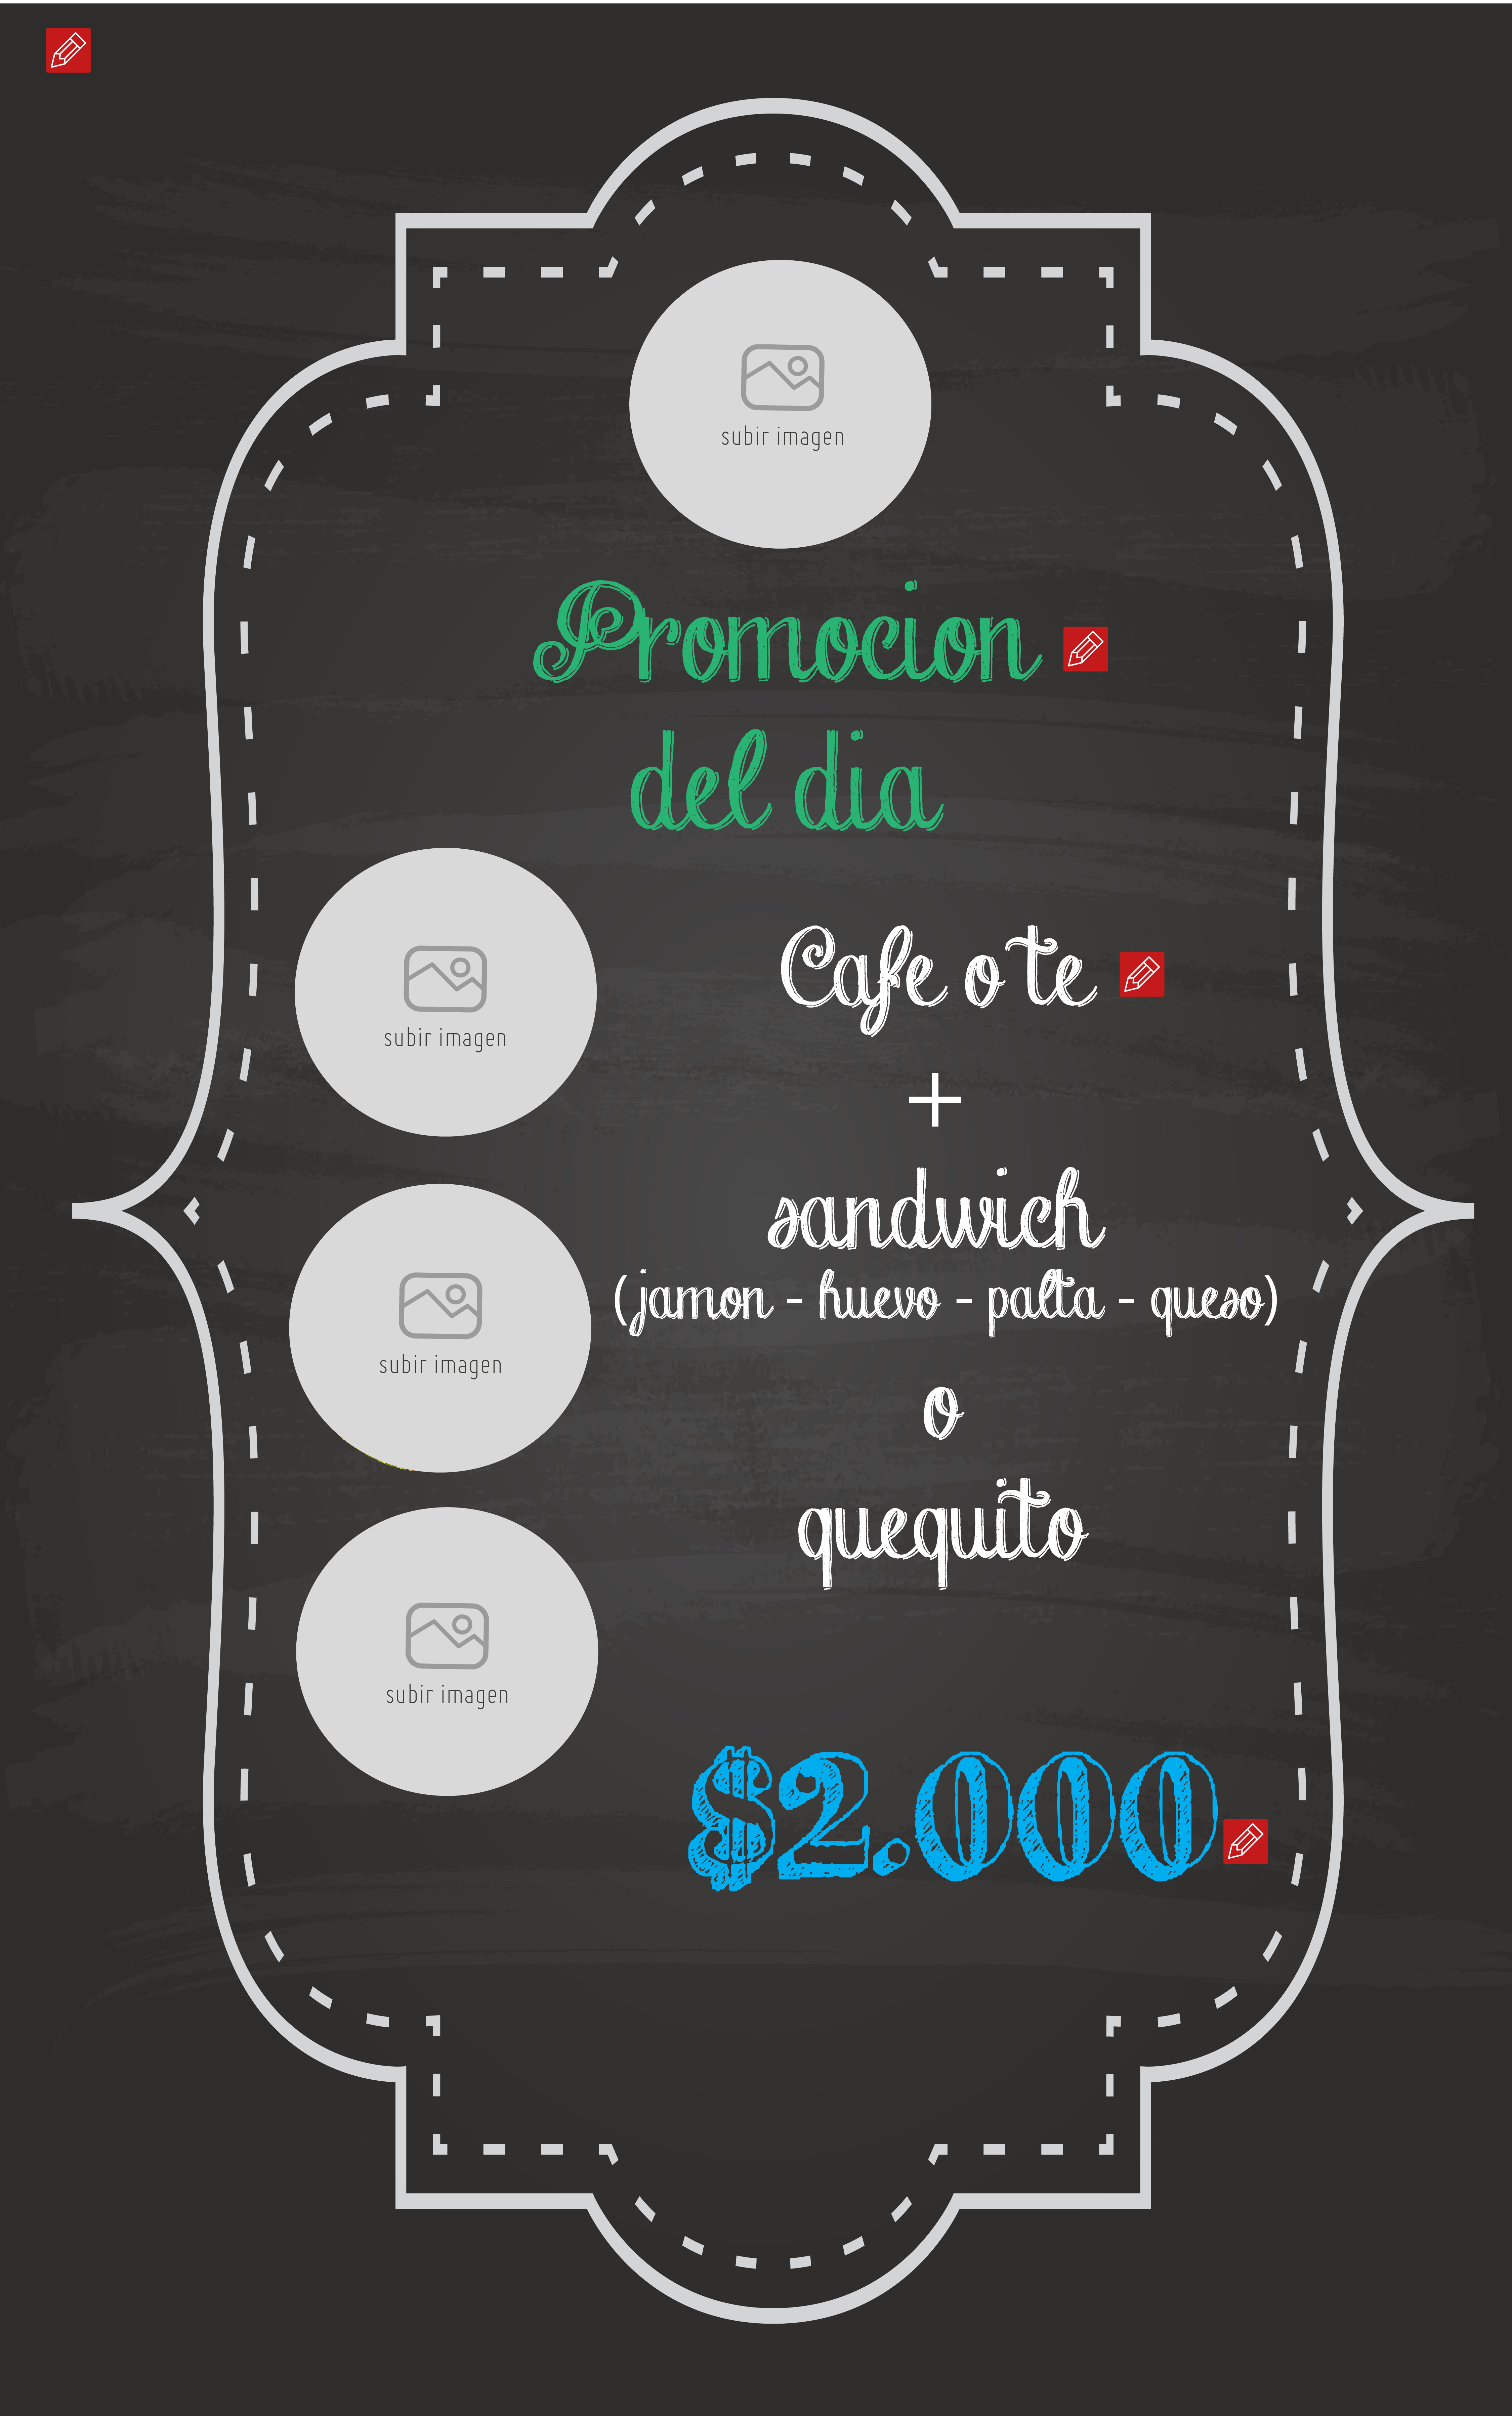 subir imagen
Promocion
del dia
subir imagen
Cafe o te
+
sandwich
subir imagen
(jamon - huevo - palta - queso)
o
quequito
subir imagen
$2.000